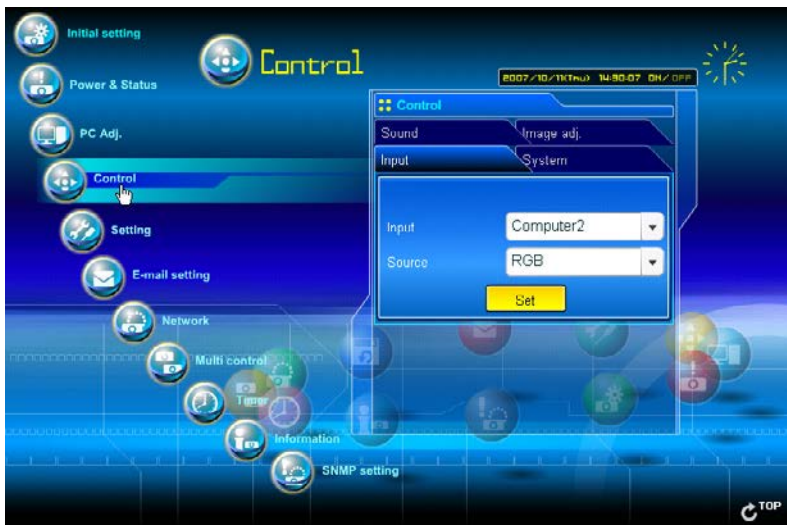 Initial setting
Control
2007/10/11(Thu) 14:30:07 ON/OFF
Power & Status
PC Adj.
Control
Setting
E-mail setting
Network
Multi control
Timer
Information
SNMP setting
Control
Sound Image adj.
Input System
Input Computer2
Source RGB
Set
TOP